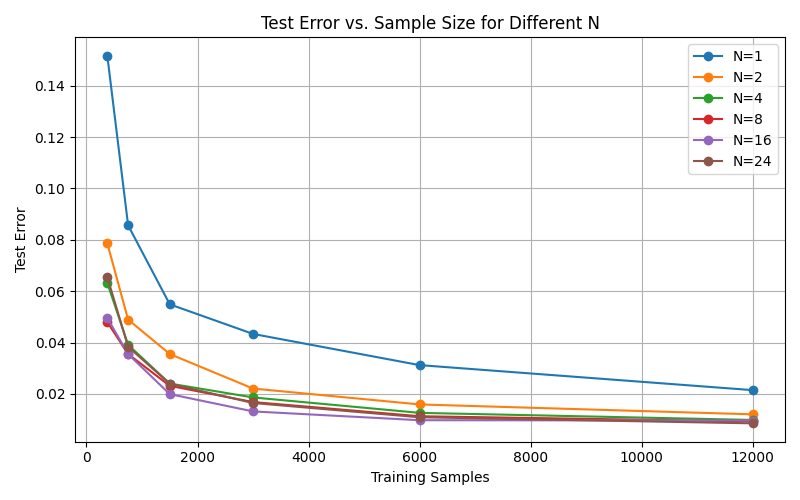 Test Error vs. Sample Size for Different N
Test Error
0.14
0.12
0.10
0.08
0.06
0.04
0.02
N=1
N=2
N=4
N=8
N=16
N=24
0 2000 4000 6000 8000 10000 12000
Training Samples